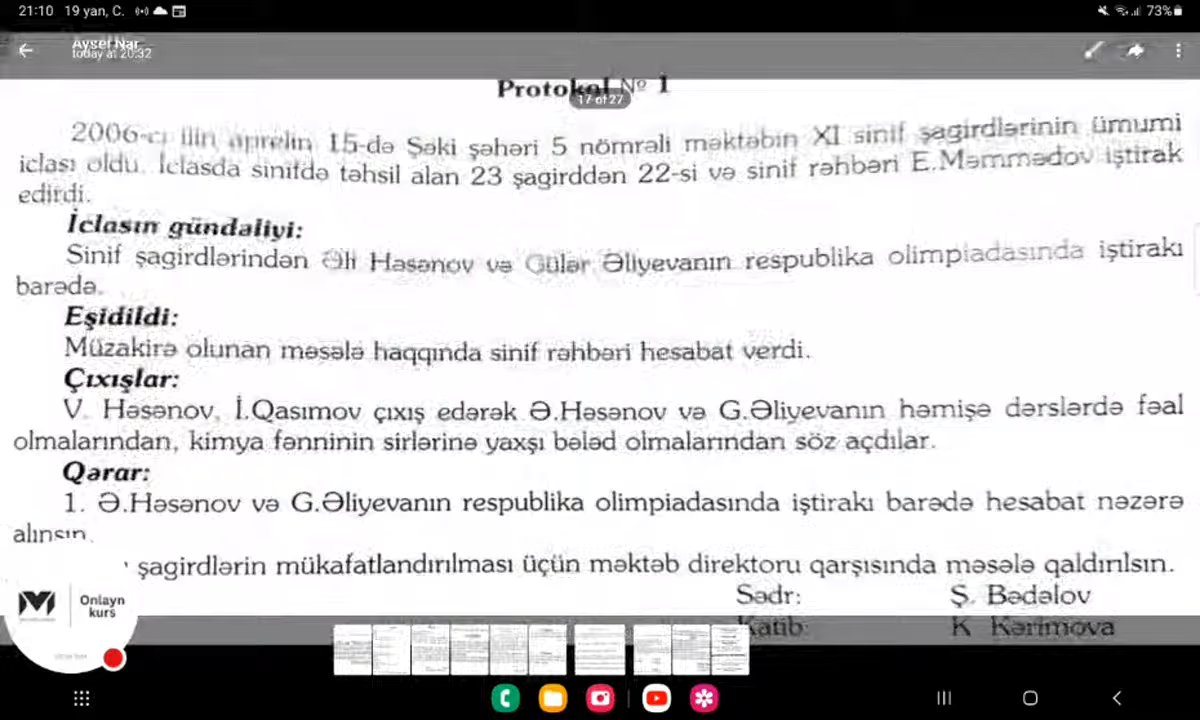 21:10 19 yan, C.
73%
Aysel Nar
today at 20:32
Protokol № 1
17 of 27
2006-cı ilin aprelin 15-də Şəki şəhəri 5 nömrəli məktəbin XI sinif şagirdlərinin ümumi
iclası oldu. İclasda sinifdə təhsil alan 23 şagirddən 22-si və sinif rəhbəri E.Məmmədov iştirak
edirdi.
İclasın gündəliyi:
Sinif şagirdlərindən Əli Həsənov və Gülər Əliyevanın respublika olimpiadasında iştirakı
barədə.
Eşidildi:
Müzakirə olunan məsələ haqqında sinif rəhbəri hesabat verdi.
Çıxışlar:
V. Həsənov, İ.Qasımov çıxış edərək Ə.Həsənov və G.Əliyevanın həmişə dərslərdə fəal
olmalarından, kimya fənninin sirlərinə yaxşı bələd olmalarından söz açdılar.
Qərar:
1. Ə.Həsənov və G.Əliyevanın respublika olimpiadasında iştirakı barədə hesabat nəzərə
alınsın.
şagirdlərin mükafatlandırılması üçün məktəb direktoru qarşısında məsələ qaldırılsın.
Sədr: Ş. Bədəlov
Katib: K Kərimova
Onlayn
kurs